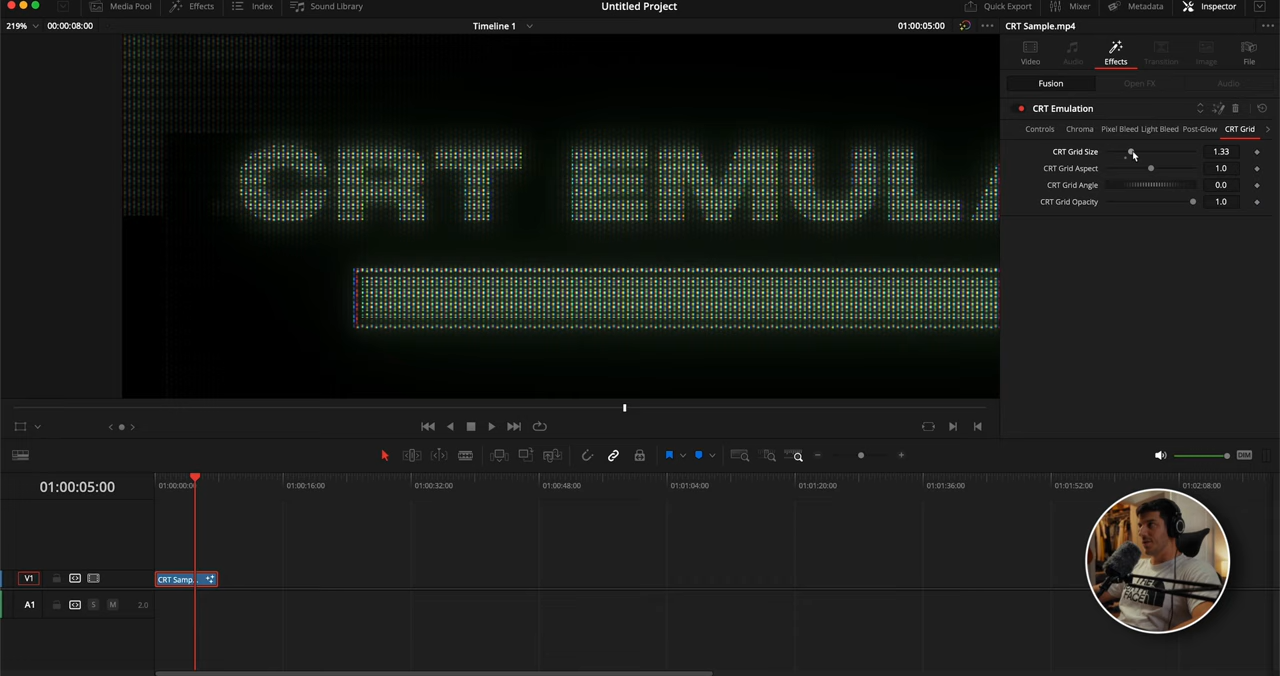 Media Pool Effects Index Sound Library Untitled Project Quick Export Mixer Metadata Inspector
219% 00:00:08:00 Timeline 1 01:00:05:00 CRT Sample.mp4
Video Audio Effects Transition Image File
Fusion Open FX Audio
CRT Emulation
Controls Chroma Pixel Bleed Light Bleed Post-Glow CRT Grid
CRT Grid Size 1.33
CRT Grid Aspect 1.0
CRT Grid Angle 0.0
CRT Grid Opacity 1.0
CRT EMULA
DIM
01:00:05:00 01:00:00:00 01:00:16:00 01:00:32:00 01:00:48:00 01:01:04:00 01:01:20:00 01:01:36:00 01:01:52:00 01:02:08:00
V1 CRT Samp...
A1 S M 2.0
THE
FACE